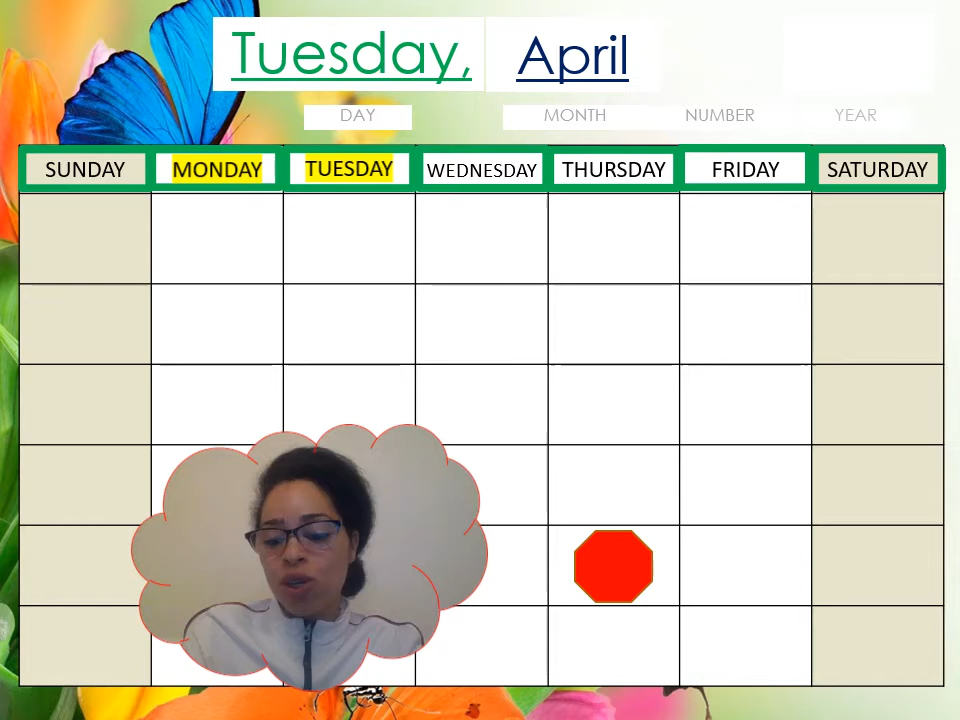 Tuesday, April
DAY MONTH NUMBER YEAR
SUNDAY MONDAY TUESDAY WEDNESDAY THURSDAY FRIDAY SATURDAY